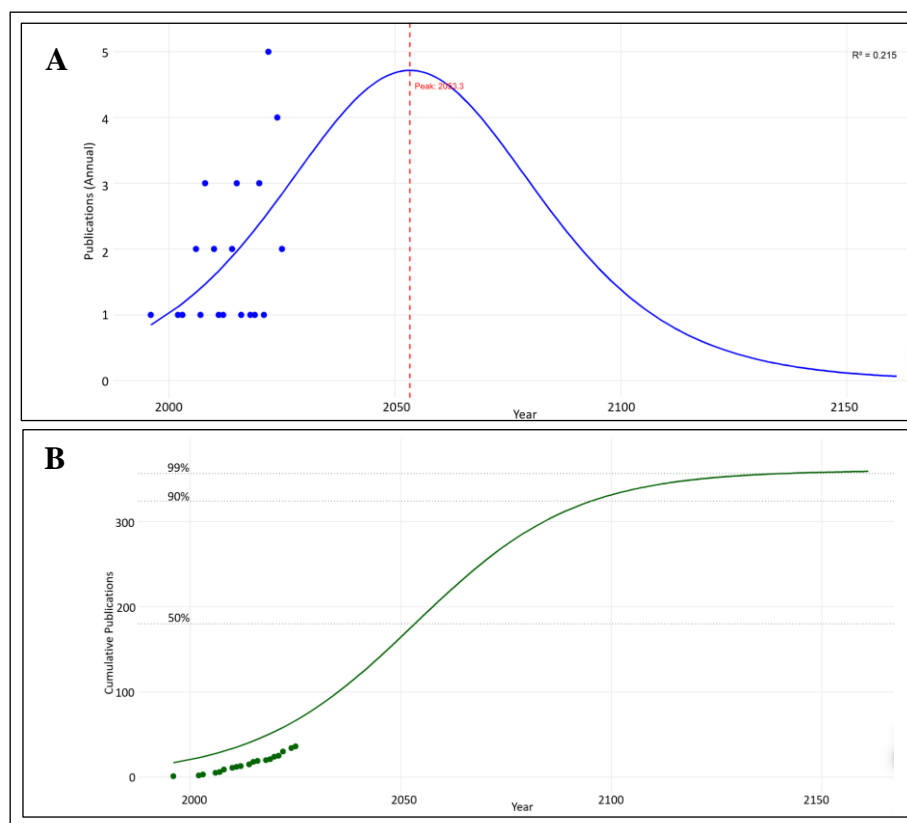 A
R² = 0.215
Peak: 2053.3
Publications (Annual)
5
4
3
2
1
0
2000
2050
2100
2150
Year
B
99%
90%
50%
Cumulative Publications
300
200
100
0
2000
2050
2100
2150
Year